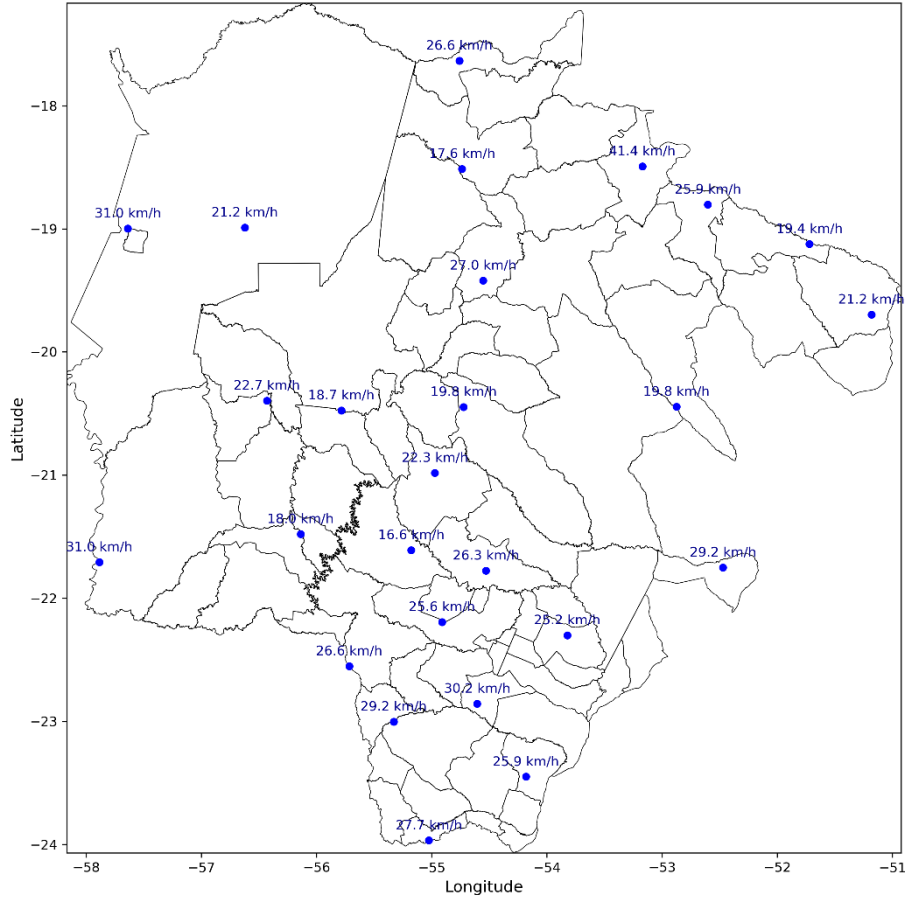 26.6 km/h
−18
17.6 km/h
41.4 km/h
25.9 km/h
31.0 km/h
21.2 km/h
−19
19.4 km/h
27.0 km/h
21.2 km/h
−20
22.7 km/h
18.7 km/h
19.8 km/h
19.8 km/h
Latitude
−21
22.3 km/h
18.0 km/h
16.6 km/h
31.0 km/h
26.3 km/h
29.2 km/h
−22
25.6 km/h
25.2 km/h
26.6 km/h
30.2 km/h
−23
29.2 km/h
25.9 km/h
27.7 km/h
−24
−58 −57 −56 −55 −54 −53 −52 −51
Longitude